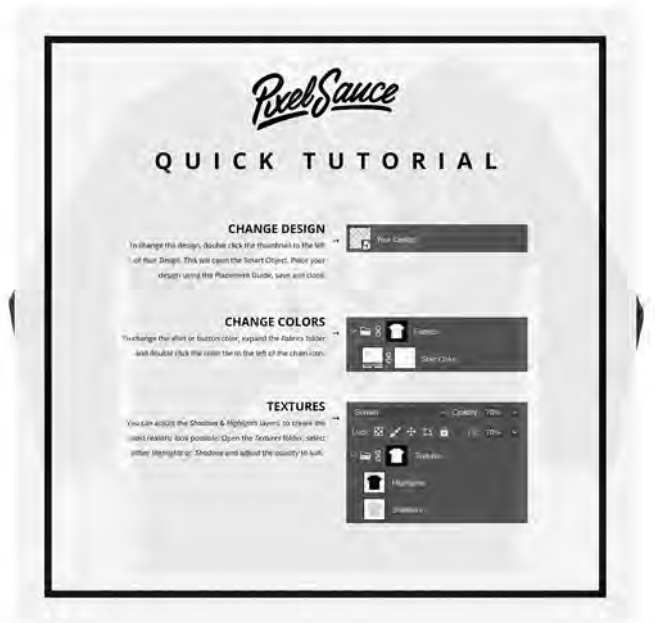 PixelSauce
QUICK TUTORIAL
CHANGE DESIGN
To change the design, double click the thumbnail to the left
of Your Design. This will open the Smart Object. Place your
design using the Placement Guide, save and close.
Your Design
CHANGE COLORS
To change the shirt or button color, expand the Fabrics folder
and double click the color tile to the left of the chain icon.
Fabrics
Shirt Color
TEXTURES
You can adjust the Shadows & Highlights layers, to create the
most realistic look possible. Open the Textures folder, select
either Highlights or Shadows and adjust the opacity to suit.
Screen
Opacity: 70%
Lock:
Fill: 70%
Textures
Highlights
Shadows